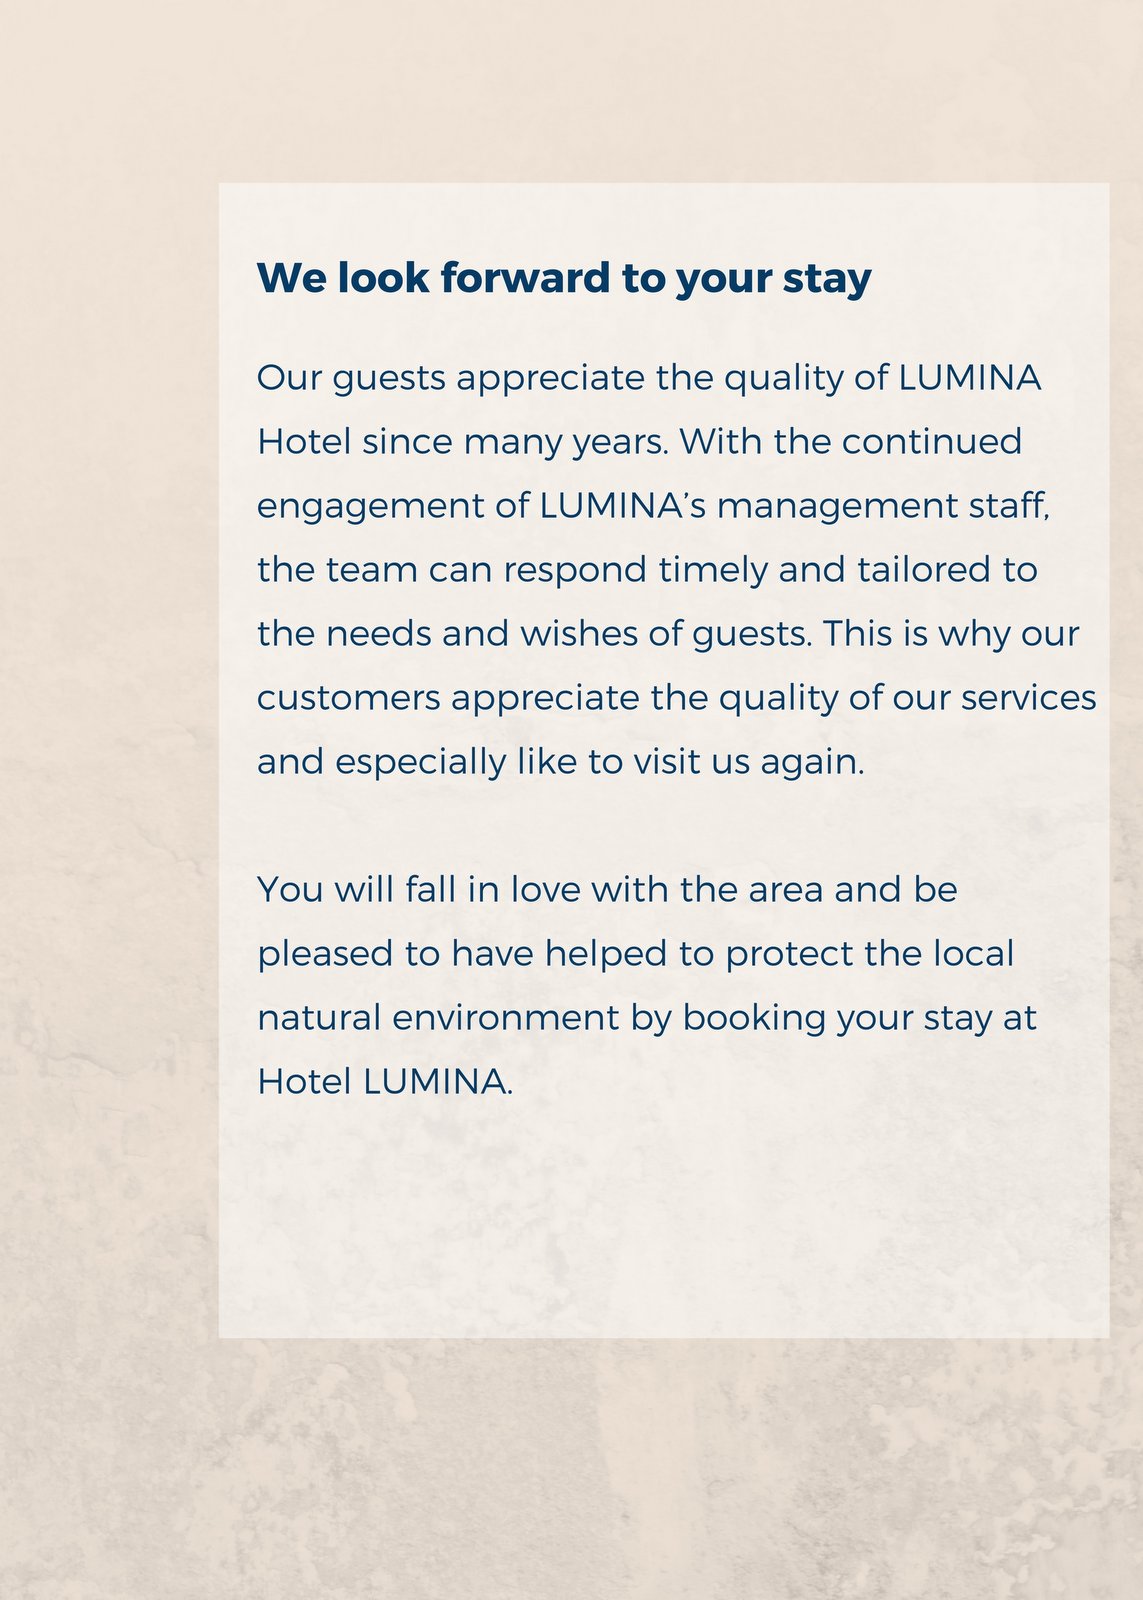 We look forward to your stay
Our guests appreciate the quality of LUMINA
Hotel since many years. With the continued
engagement of LUMINA’s management staff,
the team can respond timely and tailored to
the needs and wishes of guests. This is why our
customers appreciate the quality of our services
and especially like to visit us again.
You will fall in love with the area and be
pleased to have helped to protect the local
natural environment by booking your stay at
Hotel LUMINA.